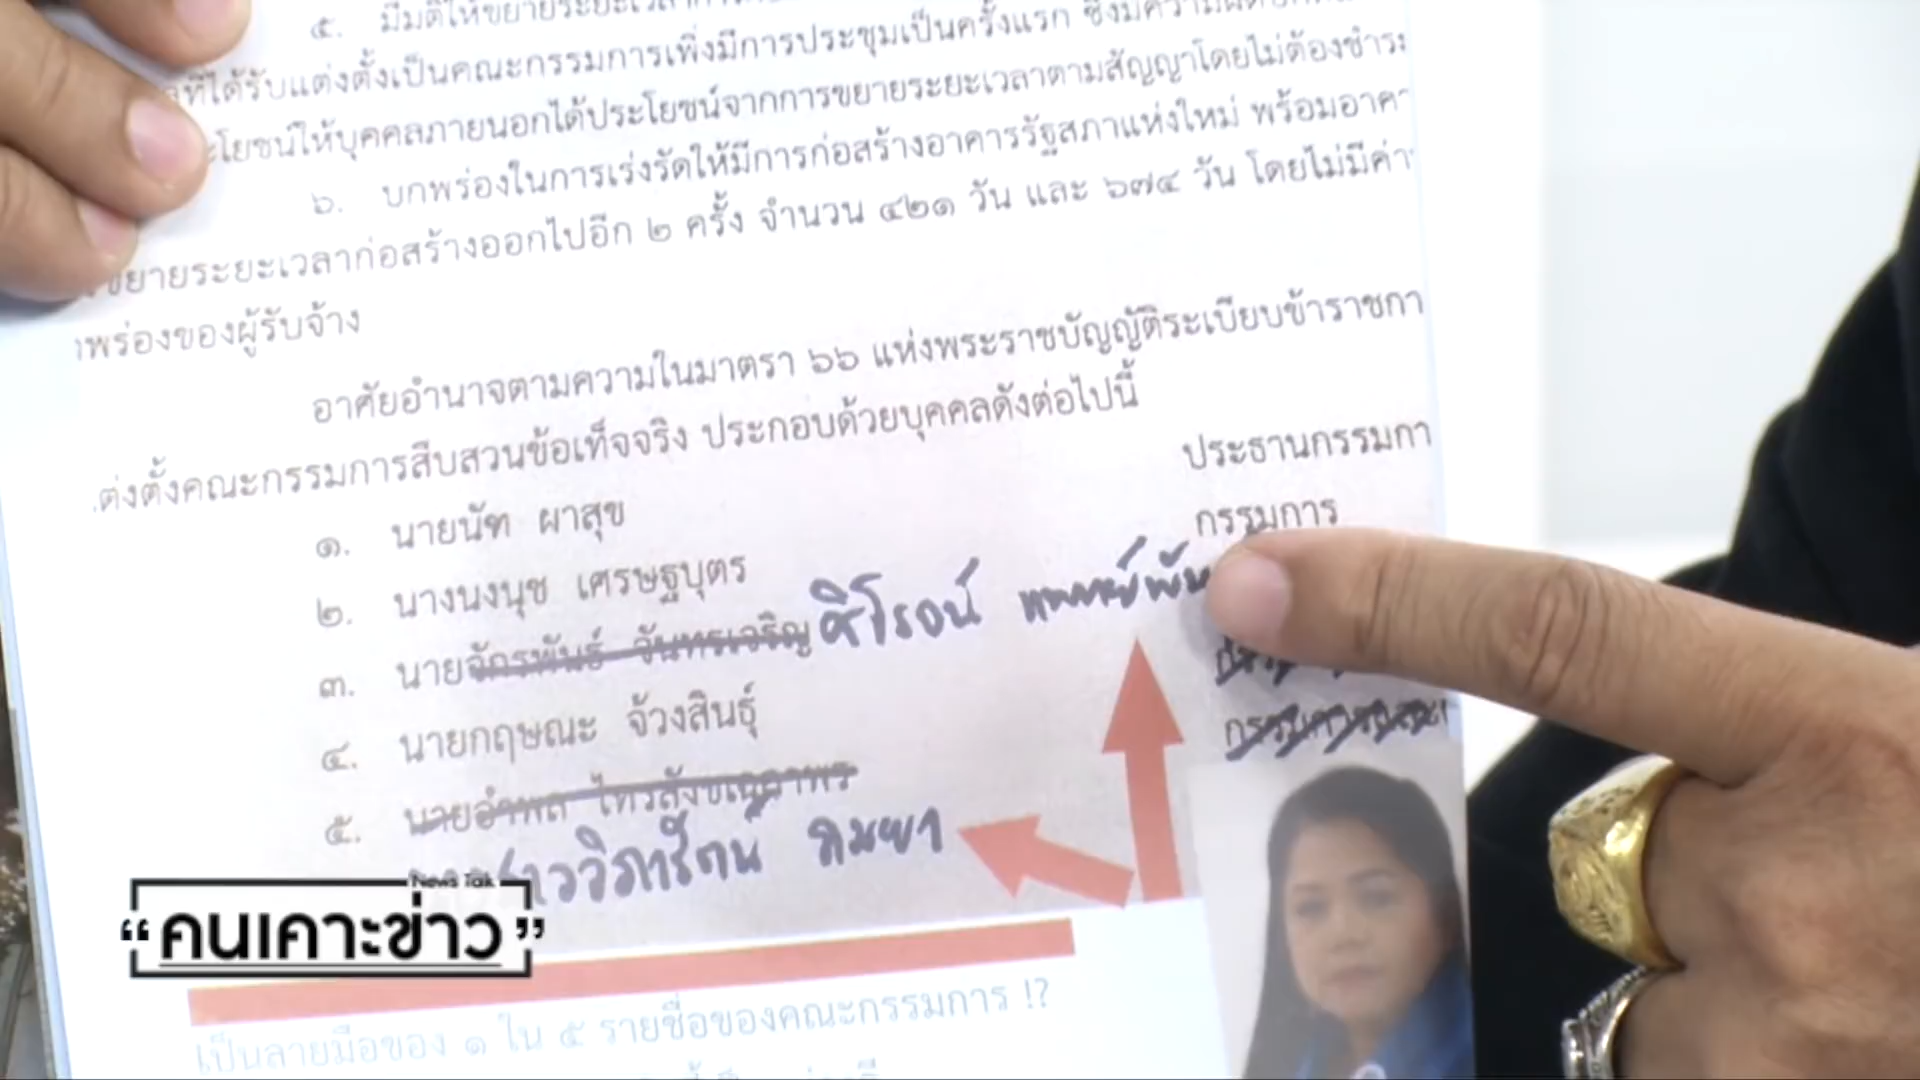 ๕. มีมติให้ขยายระยะเวลา
ที่ได้รับแต่งตั้งเป็นคณะกรรมการเพิ่งมีการประชุมเป็นครั้งแรก ซึ่งมีความ
ะโยชน์ให้บุคคลภายนอกได้ประโยชน์จากการขยายระยะเวลาตามสัญญาโดยไม่ต้องชำระ
๖. บกพร่องในการเร่งรัดให้มีการก่อสร้างอาคารรัฐสภาแห่งใหม่ พร้อมอาคา
ขยายระยะเวลาก่อสร้างออกไปอีก ๒ ครั้ง จำนวน ๔๒๑ วัน และ ๖๗๔ วัน โดยไม่มีค่า
พร่องของผู้รับจ้าง
อาศัยอำนาจตามความในมาตรา ๖๖ แห่งพระราชบัญญัติระเบียบข้าราชกา
ต่งตั้งคณะกรรมการสืบสวนข้อเท็จจริง ประกอบด้วยบุคคลดังต่อไปนี้
๑. นายนัท ผาสุข ประธานกรรมกา
๒. นางนงนุช เศรษฐบุตร กรรมการ
๓. นายจักรพันธ์ จันทรเจริญ ศิโรจน์ แพทย์พัน
๔. นายกฤษณะ จ้วงสินธุ์
๕. นายอำพล ไตรสังขเนตรพร กรรมการและ
าววิภารัตน์
News Talk
“คนเคาะข่าว”
เป็นลายมือของ ๑ ใน ๕ รายชื่อของคณะกรรมการ !?